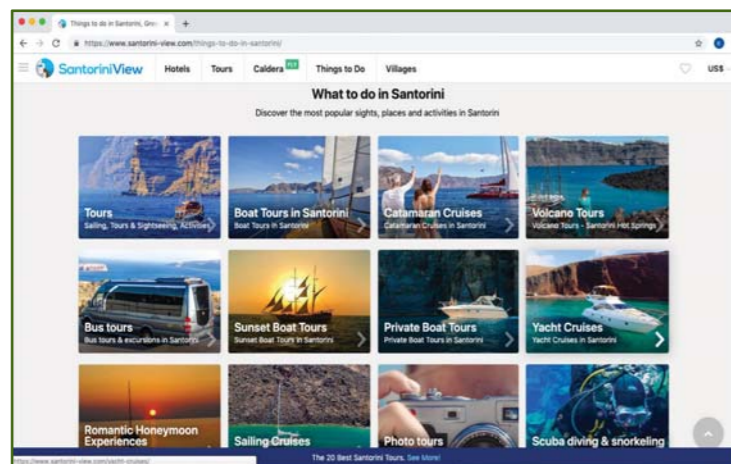 Things to do in Santorini, Gree
https://www.santorini-view.com/things-to-do-in-santorini/
SantoriniView Hotels Tours Caldera FLY Things to Do Villages US$
What to do in Santorini
Discover the most popular sights, places and activities in Santorini
Tours
Sailing, Tours & Sightseeing, Activities
Boat Tours in Santorini
Boat Tours in Santorini
Catamaran Cruises
Catamaran Cruises in Santorini
Volcano Tours
Volcano Tours - Santorini Hot Springs
Bus tours
Bus tours & excursions in Santorini
Sunset Boat Tours
Sunset Boat Tours in Santorini
Private Boat Tours
Private Boat Tours in Santorini
Yacht Cruises
Yacht Cruises in Santorini
Romantic Honeymoon
Experiences
Sailing Cruises
Photo tours
Scuba diving & snorkeling
The 20 Best Santorini Tours. See More!
https://www.santorini-view.com/yacht-cruises/